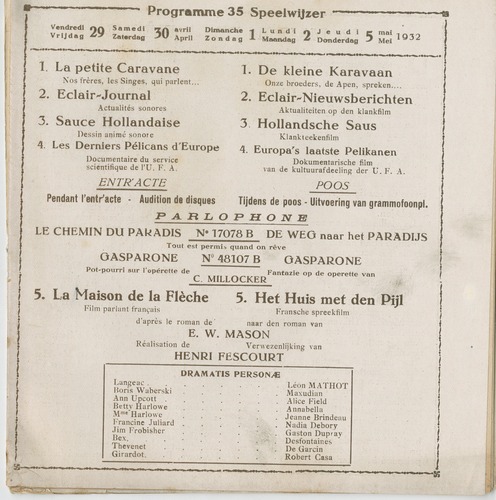 Programme 35 Speelwijzer
Vendredi Vrijdag 29 Samedi Zaterdag 30 avril April Dimanche Zondag 1 Lundi Maandag 2 Jeudi Donderdag 5 mai Mei 1932
1. La petite Caravane
Nos frères, les Singes, qui parlent...
2. Eclair-Journal
Actualités sonores
3. Sauce Hollandaise
Dessin animé sonore
4. Les Derniers Pélicans d'Europe
Documentaire du service
scientifique de l'U. F. A.
1. De kleine Karavaan
Onze broeders, de Apen, spreken....
2. Eclair-Nieuwsberichten
Aktualiteiten op den klankfilm
3. Hollandsche Saus
Klankteekenfilm
4. Europa's laatste Pelikanen
Dokumentarische film
van de kultuurafdeeling der U. F. A.
ENTR'ACTE
Pendant l'entr'acte - Audition de disques
POOS
Tijdens de poos - Uitvoering van grammofoonpl.
PARLOPHONE
LE CHEMIN DU PARADIS No 17078 B DE WEG naar het PARADIJS
Tout est permis quand on rêve
GASPARONE No 48107 B GASPARONE
Pot-pourri sur l'opérette de Fantazie op de operette van
C. MILLOCKER
5. La Maison de la Flèche 5. Het Huis met den Pijl
Film parlant français Fransche spreekfilm
d'après le roman de naar den roman van
E. W. MASON
Réalisation de Verwezenlijking van
HENRI FESCOURT
DRAMATIS PERSONÆ
Langeac . Léon MATHOT
Boris Waberski Maxudian
Ann Upcott Alice Field
Betty Harlowe Annabella
Mme Harlowe Jeanne Brindeau
Francine Juliard Nadia Debory
Jim Frobisher Gaston Dupray
Bex. Desfontaines
Thevenet De Garcin
Girardot. Robert Casa